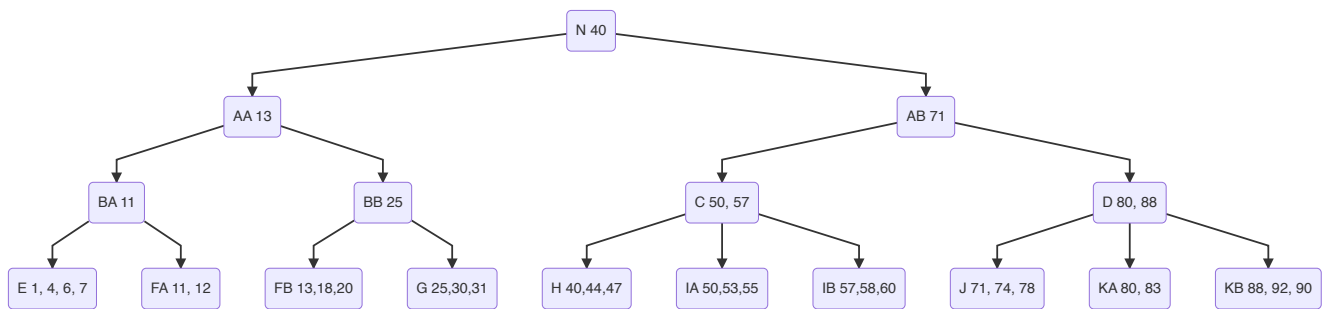 N 40
AA 13
AB 71
BA 11
BB 25
C 50, 57
D 80, 88
E 1, 4, 6, 7
FA 11, 12
FB 13,18,20
G 25,30,31
H 40,44,47
IA 50,53,55
IB 57,58,60
J 71, 74, 78
KA 80, 83
KB 88, 92, 90